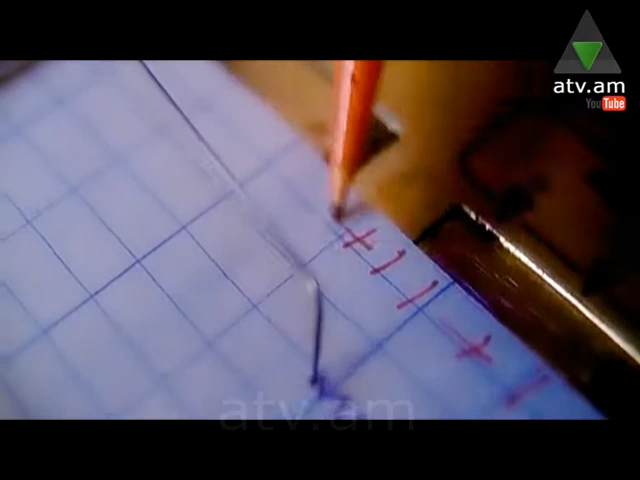 atv.am
YouTube
+ - - + -
atv.am